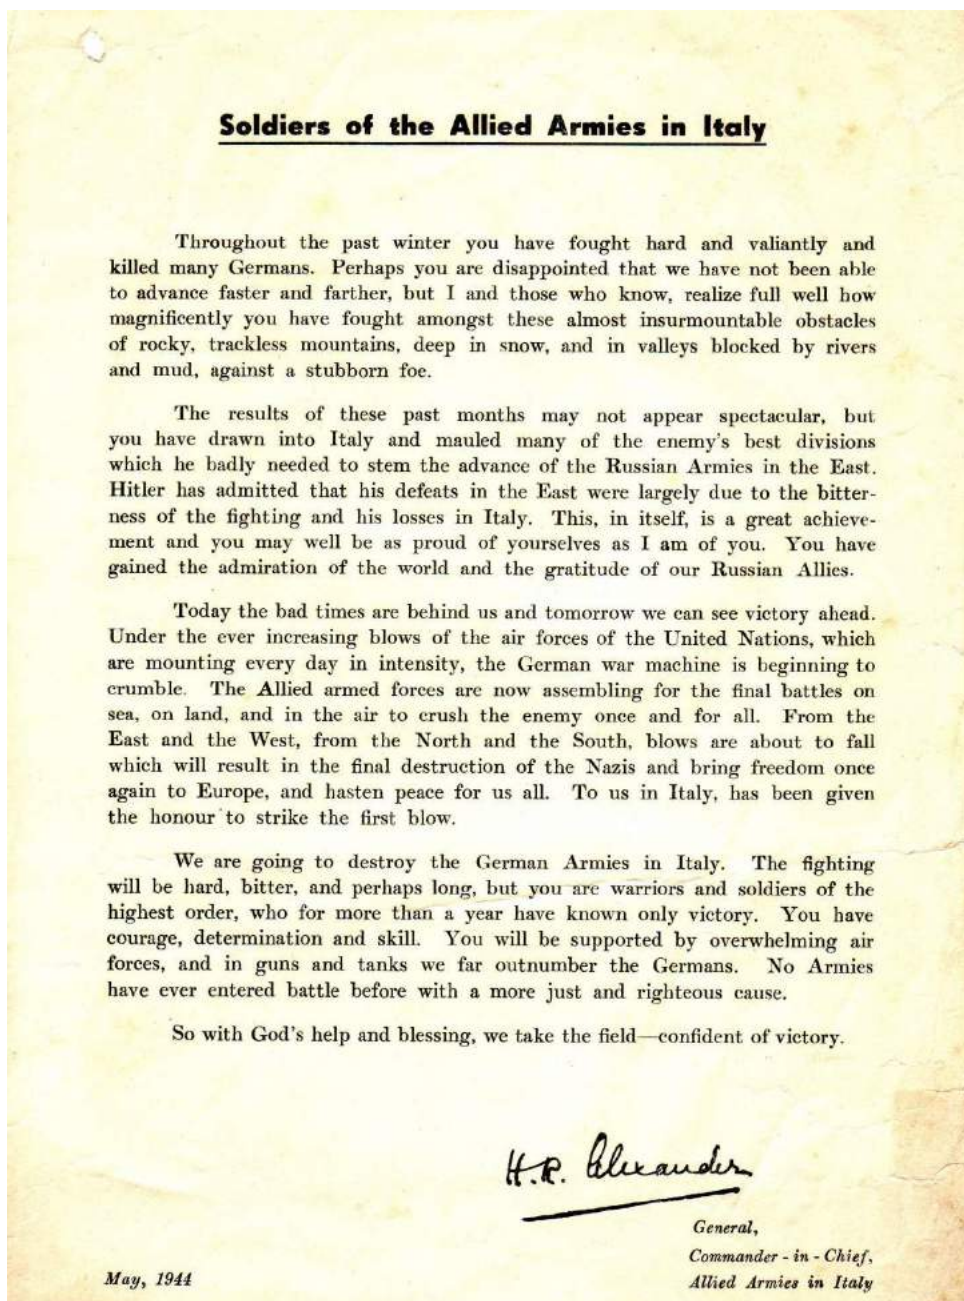 Soldiers of the Allied Armies in Italy
Throughout the past winter you have fought hard and valiantly and
killed many Germans. Perhaps you are disappointed that we have not been able
to advance faster and farther, but I and those who know, realize full well how
magnificently you have fought amongst these almost insurmountable obstacles
of rocky, trackless mountains, deep in snow, and in valleys blocked by rivers
and mud, against a stubborn foe.
The results of these past months may not appear spectacular, but
you have drawn into Italy and mauled many of the enemy's best divisions
which he badly needed to stem the advance of the Russian Armies in the East.
Hitler has admitted that his defeats in the East were largely due to the bitter-
ness of the fighting and his losses in Italy. This, in itself, is a great achieve-
ment and you may well be as proud of yourselves as I am of you. You have
gained the admiration of the world and the gratitude of our Russian Allies.
Today the bad times are behind us and tomorrow we can see victory ahead.
Under the ever increasing blows of the air forces of the United Nations, which
are mounting every day in intensity, the German war machine is beginning to
crumble. The Allied armed forces are now assembling for the final battles on
sea, on land, and in the air to crush the enemy once and for all. From the
East and the West, from the North and the South, blows are about to fall
which will result in the final destruction of the Nazis and bring freedom once
again to Europe, and hasten peace for us all. To us in Italy, has been given
the honour to strike the first blow.
We are going to destroy the German Armies in Italy. The fighting
will be hard, bitter, and perhaps long, but you are warriors and soldiers of the
highest order, who for more than a year have known only victory. You have
courage, determination and skill. You will be supported by overwhelming air
forces, and in guns and tanks we far outnumber the Germans. No Armies
have ever entered battle before with a more just and righteous cause.
So with God's help and blessing, we take the field—confident of victory.
H.R. Alexander
General,
Commander - in - Chief,
Allied Armies in Italy
May, 1944